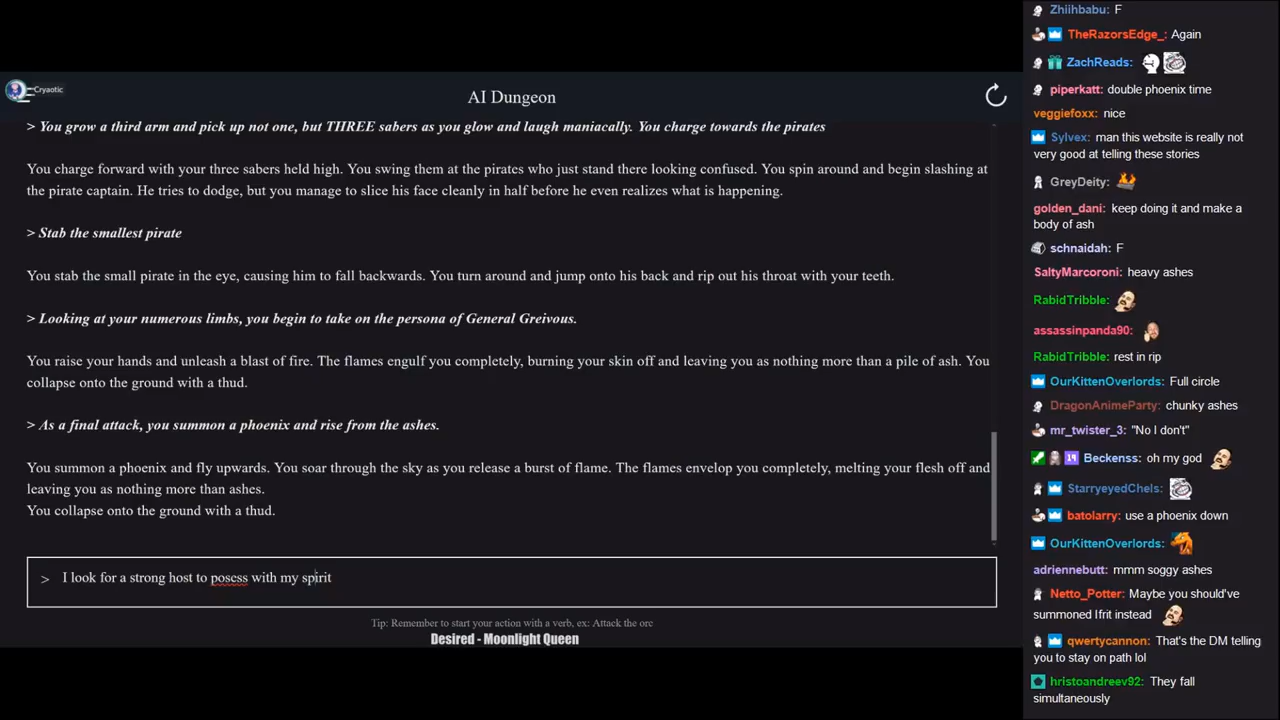 Cryaotic
AI Dungeon
> You grow a third arm and pick up not one, but THREE sabers as you glow and laugh maniacally. You charge towards the pirates
You charge forward with your three sabers held high. You swing them at the pirates who just stand there looking confused. You spin around and begin slashing at
the pirate captain. He tries to dodge, but you manage to slice his face cleanly in half before he even realizes what is happening.
> Stab the smallest pirate
You stab the small pirate in the eye, causing him to fall backwards. You turn around and jump onto his back and rip out his throat with your teeth.
> Looking at your numerous limbs, you begin to take on the persona of General Greivous.
You raise your hands and unleash a blast of fire. The flames engulf you completely, burning your skin off and leaving you as nothing more than a pile of ash. You
collapse onto the ground with a thud.
> As a final attack, you summon a phoenix and rise from the ashes.
You summon a phoenix and fly upwards. You soar through the sky as you release a burst of flame. The flames envelop you completely, melting your flesh off and
leaving you as nothing more than ashes.
You collapse onto the ground with a thud.
> I look for a strong host to posess with my spirit
Tip: Remember to start your action with a verb, ex: Attack the orc
Desired - Moonlight Queen
Zhiihbabu: F
TheRazorsEdge_: Again
ZachReads:
piperkatt: double phoenix time
veggiefoxx: nice
Sylvex: man this website is really not
very good at telling these stories
GreyDeity:
golden_dani: keep doing it and make a
body of ash
schnaidah: F
SaltyMarcoroni: heavy ashes
RabidTribble:
assassinpanda90:
RabidTribble: rest in rip
OurKittenOverlords: Full circle
DragonAnimeParty: chunky ashes
mr_twister_3: "No I don't"
Beckenss: oh my god
StarryeyedChels:
batolarry: use a phoenix down
OurKittenOverlords:
adriennebutt: mmm soggy ashes
Netto_Potter: Maybe you should've
summoned Ifrit instead
qwertycannon: That's the DM telling
you to stay on path lol
hristoandreev92: They fall
simultaneously